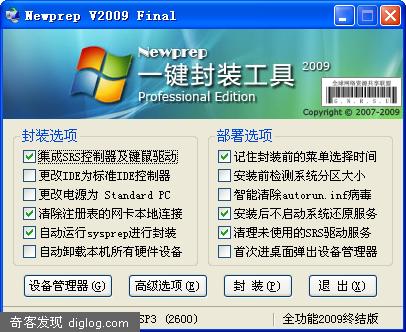 Newprep V2009 Final
Newprep
一键封装工具 2009
Professional Edition
全球网络资源共享联盟
G.N.R.S.U
Copyright © 2007-2009
封装选项
集成SRS控制器及键鼠驱动
更改IDE为标准IDE控制器
更改电源为 Standard PC
清除注册表的网卡本地连接
自动运行sysprep进行封装
自动卸载本机所有硬件设备
部署选项
记住封装前的菜单选择时间
安装前检测系统分区大小
智能清除autorun.inf病毒
安装后不启动系统还原服务
清理未使用的SRS驱动服务
首次进桌面弹出设备管理器
设备管理器(G) 高级选项(E) 封 装(P) 退 出(X)
SP3 (2600) 全功能2009终结版
奇客发现 diglog.com